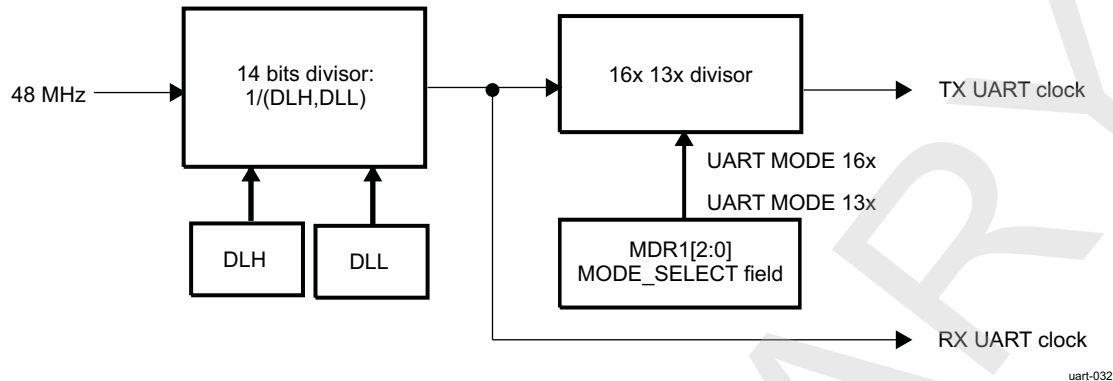 48 MHz
14 bits divisor:
1/(DLH,DLL)
16x 13x divisor
TX UART clock
UART MODE 16x
UART MODE 13x
DLH
DLL
MDR1[2:0]
MODE_SELECT field
RX UART clock
uart-032